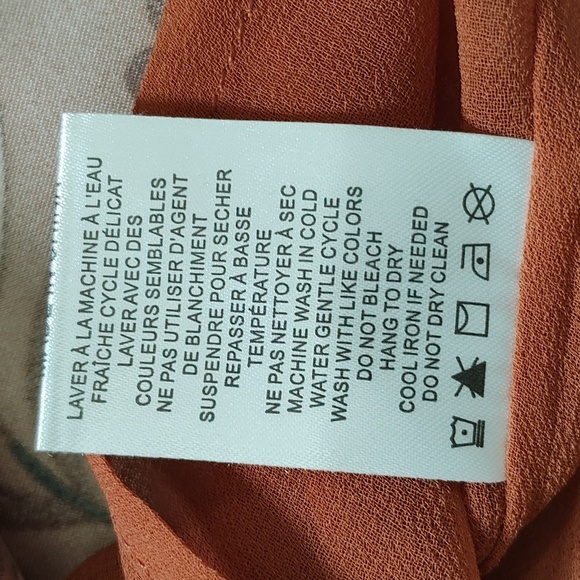 LAVER À LA MACHINE À L'EAU
FRAÎCHE CYCLE DÉLICAT
LAVER AVEC DES
COULEURS SEMBLABLES
NE PAS UTILISER D'AGENT
DE BLANCHIMENT
SUSPENDRE POUR SECHER
REPASSER À BASSE
TEMPÉRATURE
NE PAS NETTOYER À SEC
MACHINE WASH IN COLD
WATER GENTLE CYCLE
WASH WITH LIKE COLORS
DO NOT BLEACH
HANG TO DRY
COOL IRON IF NEEDED
DO NOT DRY CLEAN